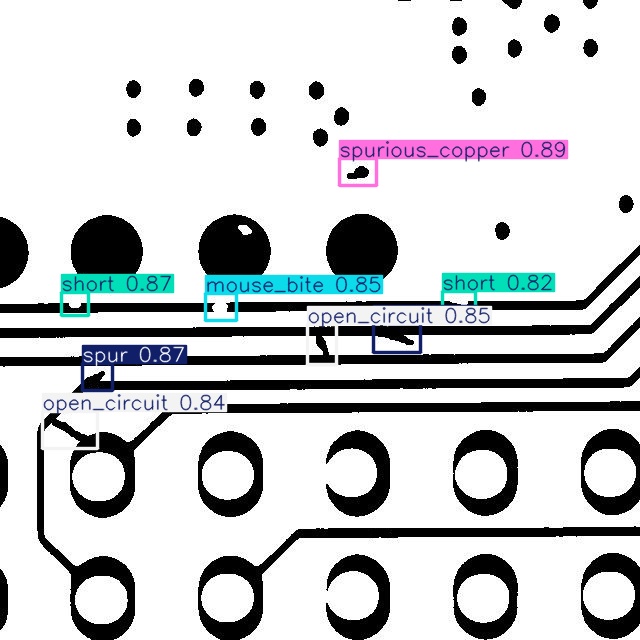 spurious_copper 0.89
short 0.87
mouse_bite 0.85
short 0.82
open_circuit 0.85
spur 0.87
open_circuit 0.84